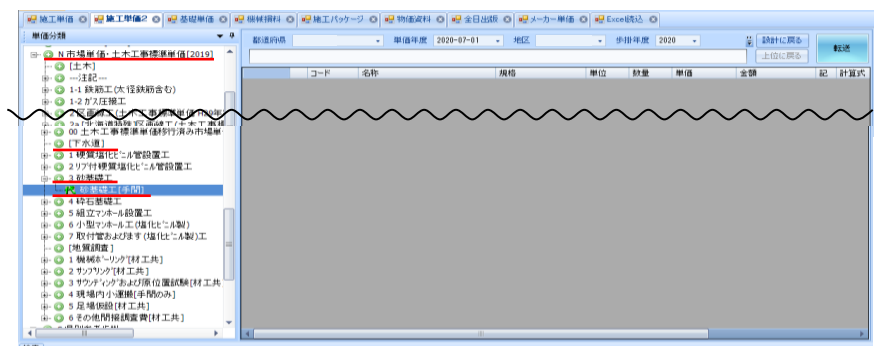 施工単価 施工単価2 基礎単価 機械損料 施工パッケージ 物価資料 全日出版 メーカー単価 Excel読込
単価分類
都道府県 単価年度 2020-07-01 地区 歩掛年度 2020 設計に戻る 転送
上位に戻る
コード 名称 規格 単位 数量 単価 金額 記 計算式
N 市場単価・土木工事標準単価[2019]
[土木]
---注記---
1-1 鉄筋工(太径鉄筋含む)
1-2 ガス圧接工
00 土木工事標準単価移行済み市場単
[下水道]
1 硬質塩化ビニル管設置工
2 リブ付硬質塩化ビニル管設置工
3 砂基礎工
砂基礎工[手間]
4 砕石基礎工
5 組立マンホール設置工
6 小型マンホール工(塩化ビニル製)
7 取付管およびます(塩化ビニル製)工
[地質調査]
1 機械ボーリング[材工共]
2 サンプリング[材工共]
3 サウンディングおよび原位置試験[材工共
4 現場内小運搬[手間のみ]
5 足場仮設[材工共]
6 その他間接調査費[材工共]